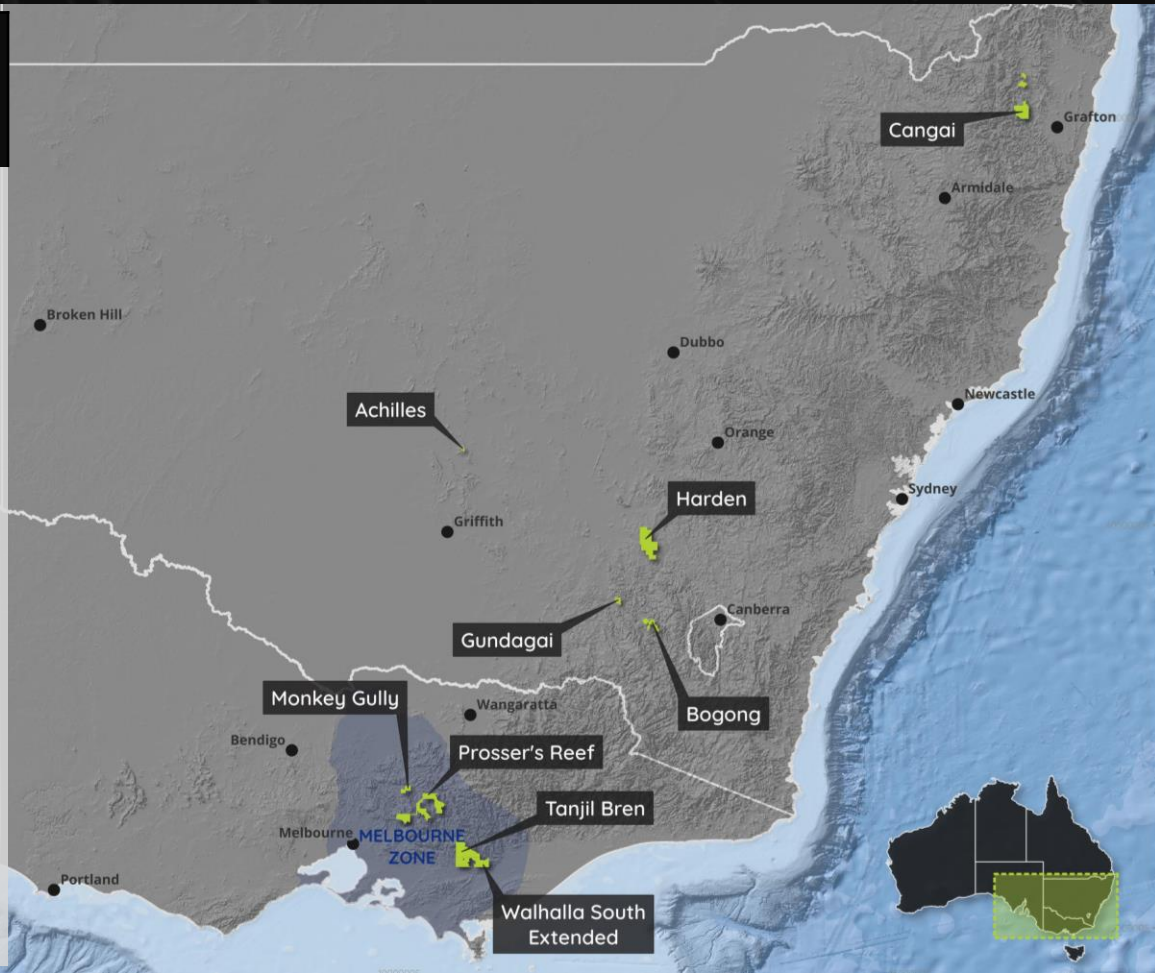 Cangai
Grafton
Armidale
Broken Hill
Dubbo
Achilles
Newcastle
Orange
Harden
Sydney
Griffith
Canberra
Gundagai
Monkey Gully
Wangaratta
Bogong
Bendigo
Prosser's Reef
Tanjil Bren
Melbourne
MELBOURNE
ZONE
Portland
Walhalla South
Extended